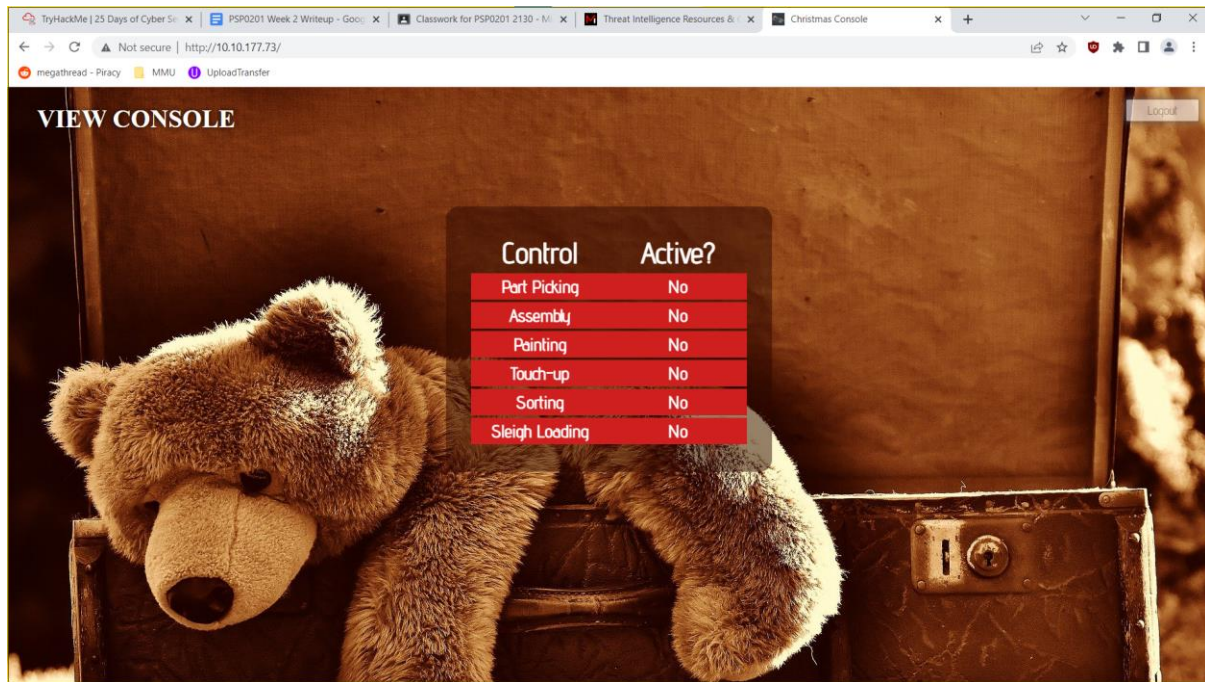 TryHackMe | 25 Days of Cyber Se
PSP0201 Week 2 Writeup - Goog
Classwork for PSP0201 2130 - M
Threat Intelligence Resources &
Christmas Console
Not secure | http://10.10.177.73/
megathread - Piracy
MMU
UploadTransfer
VIEW CONSOLE
Logout
Control Active?
Part Picking No
Assembly No
Painting No
Touch-up No
Sorting No
Sleigh Loading No